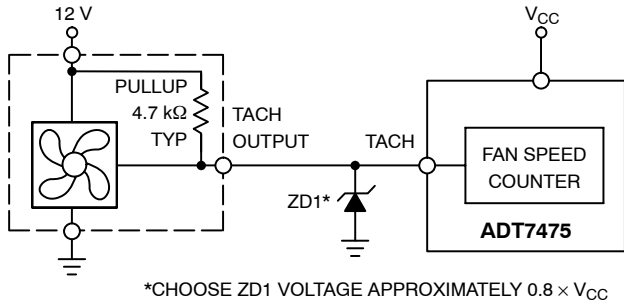 12 V
V_CC
PULLUP
4.7 kΩ
TYP
TACH
OUTPUT
TACH
FAN SPEED
COUNTER
ZD1*
ADT7475
*CHOOSE ZD1 VOLTAGE APPROXIMATELY 0.8 × V_CC